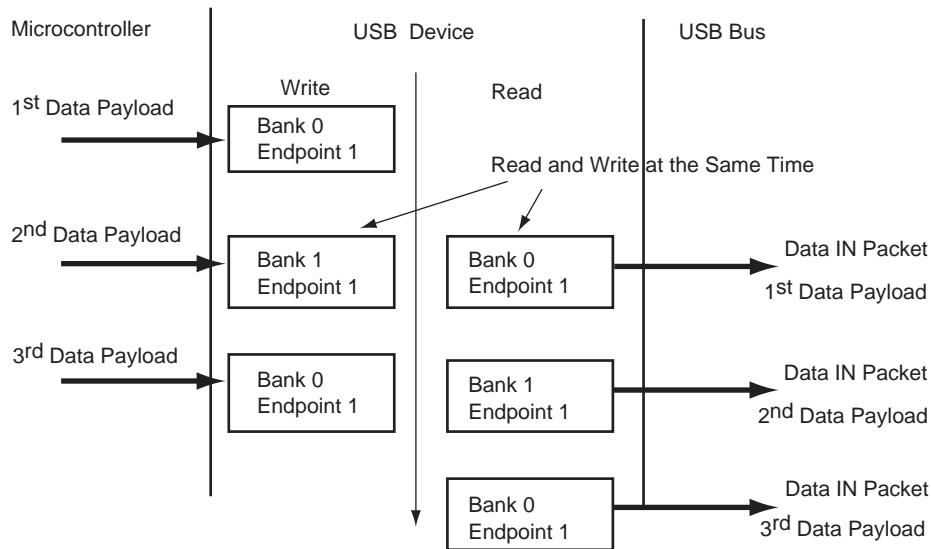 Microcontroller
USB Device
USB Bus
Write
Read
1st Data Payload
Bank 0
Endpoint 1
Read and Write at the Same Time
2nd Data Payload
Bank 1
Endpoint 1
Bank 0
Endpoint 1
Data IN Packet
1st Data Payload
3rd Data Payload
Bank 0
Endpoint 1
Bank 1
Endpoint 1
Data IN Packet
2nd Data Payload
Bank 0
Endpoint 1
Data IN Packet
3rd Data Payload